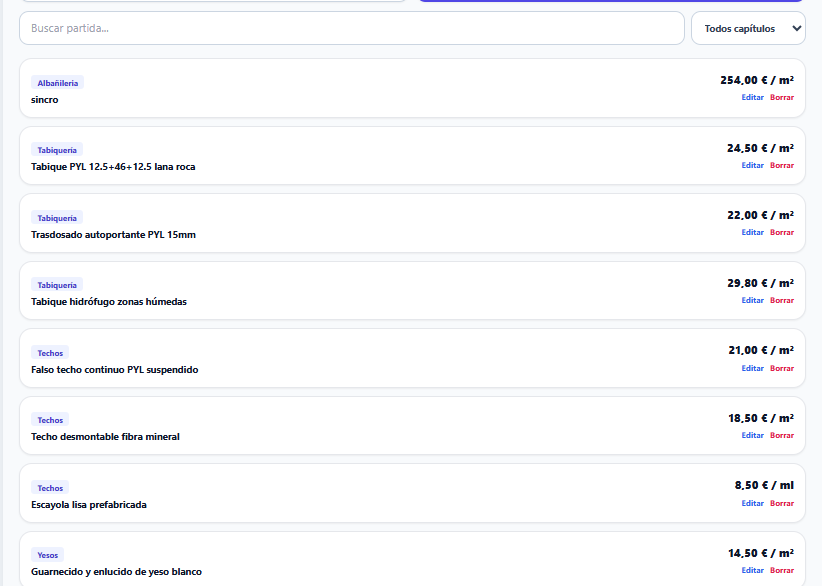 Buscar partida...
Todos capítulos
Albañilería
254,00 € / m²
sincro
Editar Borrar
Tabiquería
24,50 € / m²
Tabique PYL 12.5+46+12.5 lana roca
Editar Borrar
Tabiquería
22,00 € / m²
Trasdosado autoportante PYL 15mm
Editar Borrar
Tabiquería
29,80 € / m²
Tabique hidrófugo zonas húmedas
Editar Borrar
Techos
21,00 € / m²
Falso techo continuo PYL suspendido
Editar Borrar
Techos
18,50 € / m²
Techo desmontable fibra mineral
Editar Borrar
Techos
8,50 € / ml
Escayola lisa prefabricada
Editar Borrar
Yesos
14,50 € / m²
Guarnecido y enlucido de yeso blanco
Editar Borrar